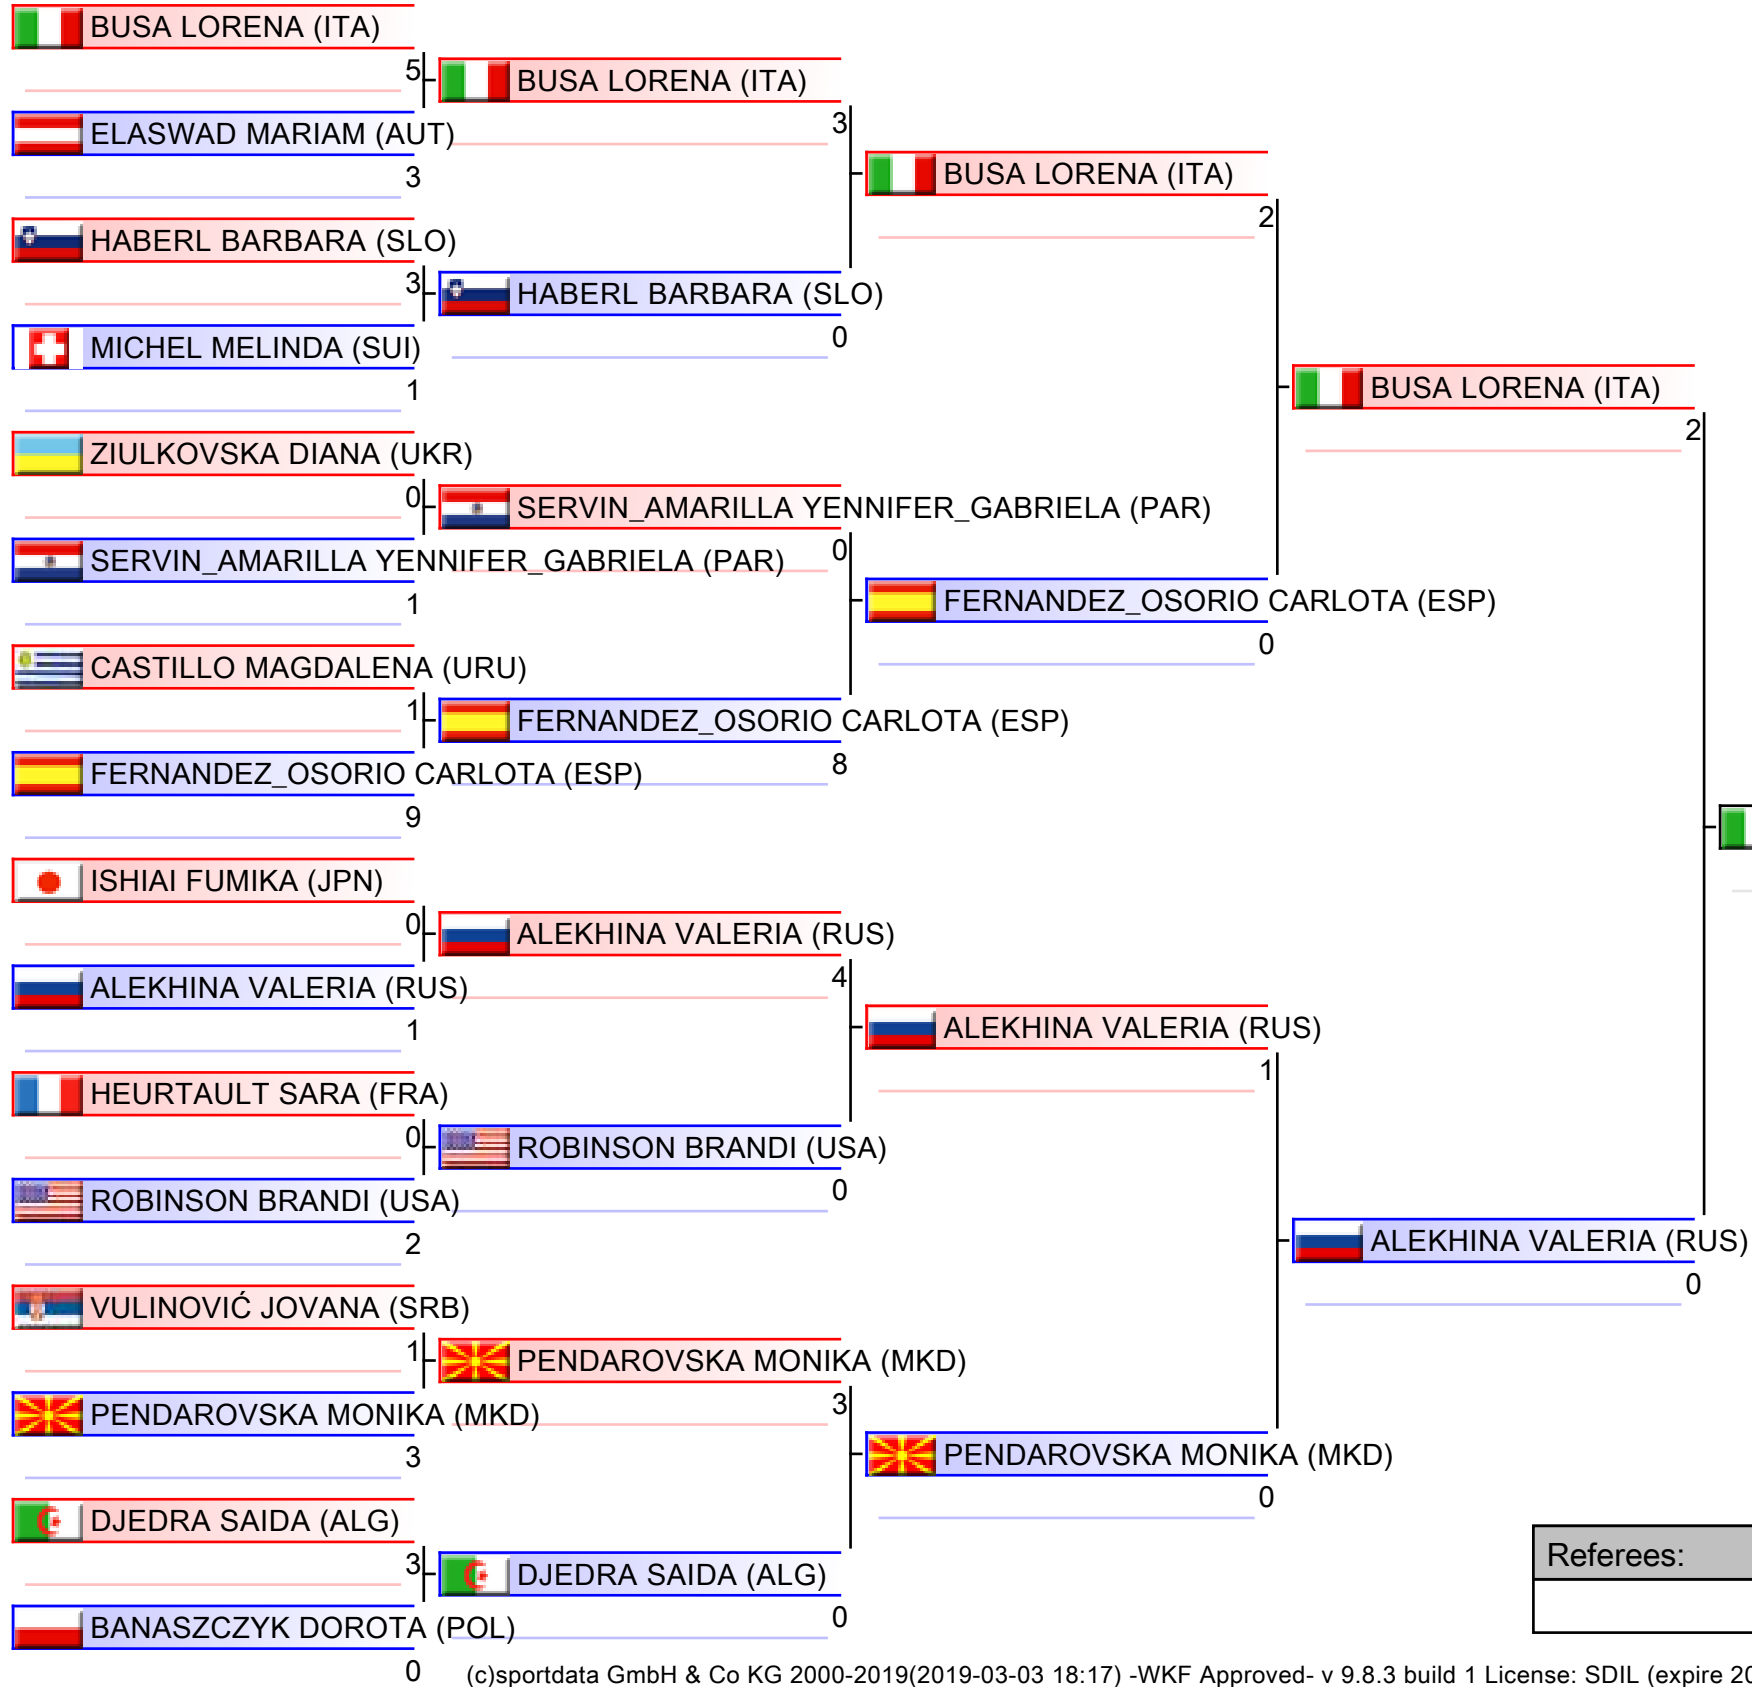 BUSA LORENA (ITA)
5
BUSA LORENA (ITA)
3
ELASWAD MARIAM (AUT)
3
BUSA LORENA (ITA)
2
HABERL BARBARA (SLO)
3
HABERL BARBARA (SLO)
0
MICHEL MELINDA (SUI)
1
BUSA LORENA (ITA)
2
ZIULKOVSKA DIANA (UKR)
0
SERVIN_AMARILLA YENNIFER_GABRIELA (PAR)
0
SERVIN_AMARILLA YENNIFER_GABRIELA (PAR)
1
FERNANDEZ_OSORIO CARLOTA (ESP)
0
CASTILLO MAGDALENA (URU)
1
FERNANDEZ_OSORIO CARLOTA (ESP)
8
FERNANDEZ_OSORIO CARLOTA (ESP)
9
ISHIAI FUMIKA (JPN)
0
ALEKHINA VALERIA (RUS)
4
ALEKHINA VALERIA (RUS)
1
ALEKHINA VALERIA (RUS)
1
HEURTAULT SARA (FRA)
0
ROBINSON BRANDI (USA)
0
ROBINSON BRANDI (USA)
2
ALEKHINA VALERIA (RUS)
0
VULINOVIĆ JOVANA (SRB)
1
PENDAROVSKA MONIKA (MKD)
3
PENDAROVSKA MONIKA (MKD)
3
PENDAROVSKA MONIKA (MKD)
0
DJEDRA SAIDA (ALG)
3
DJEDRA SAIDA (ALG)
0
BANASZCZYK DOROTA (POL)
0
Referees:
(c)sportdata GmbH & Co KG 2000-2019(2019-03-03 18:17) -WKF Approved- v 9.8.3 build 1 License: SDIL (expire 20